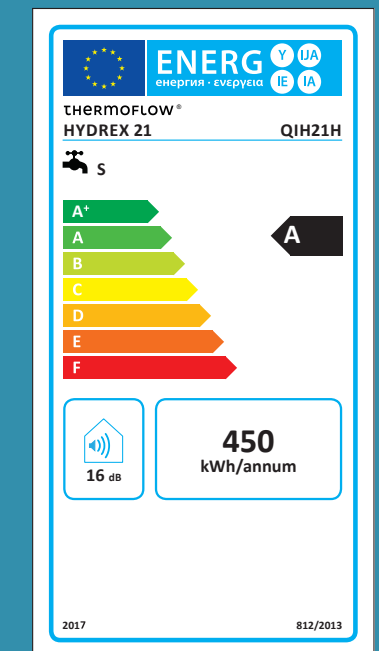 ENERG Y IJA
енергия · ενεργεια IE IA
THERMOFLOW®
HYDREX 21 QIH21H
S
A+
A A
B
C
D
E
F
16 dB
450
kWh/annum
2017 812/2013